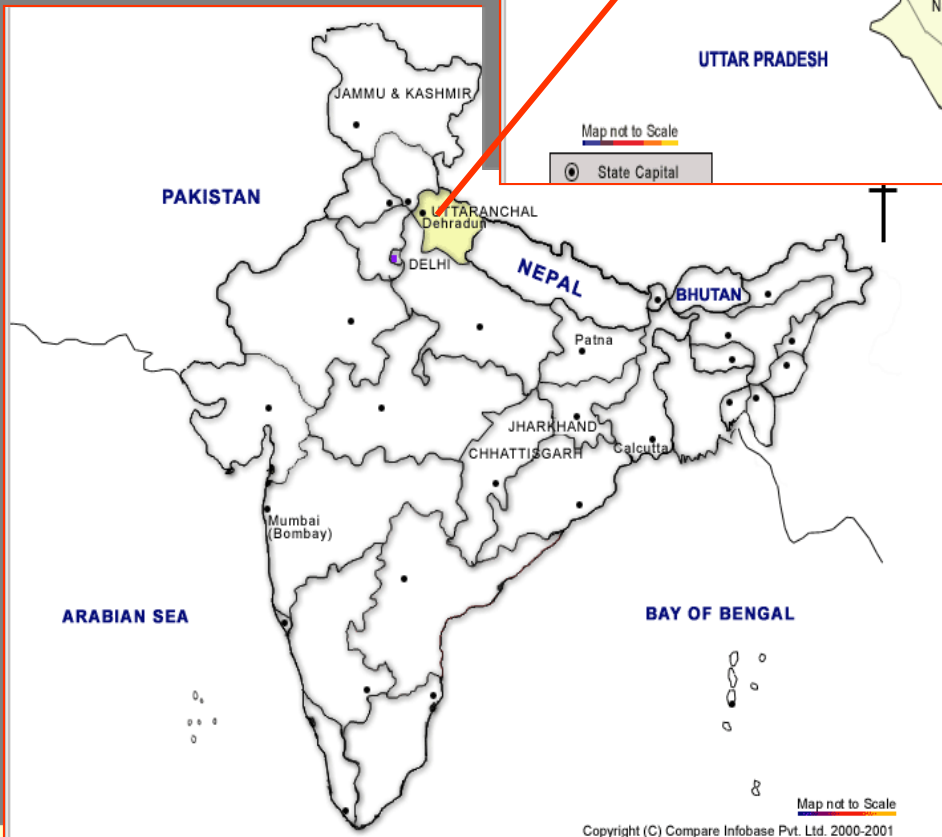 N
UTTAR PRADESH
Map not to Scale
State Capital
JAMMU & KASHMIR
PAKISTAN
UTTARANCHAL
Dehradun
DELHI
NEPAL
BHUTAN
Patna
JHARKHAND
CHHATTISGARH
Calcutta
Mumbai
(Bombay)
ARABIAN SEA
BAY OF BENGAL
Map not to Scale
Copyright (C) Compare Infobase Pvt. Ltd. 2000-2001